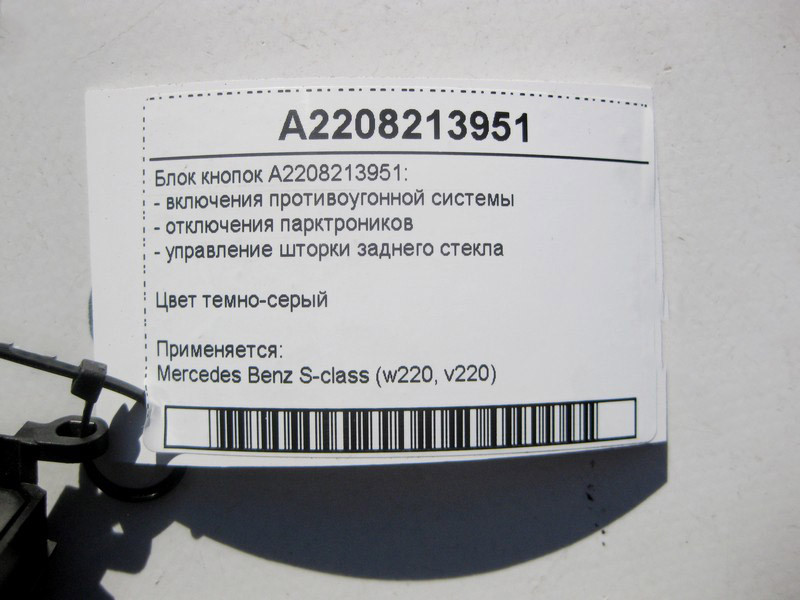 A2208213951
Блок кнопок A2208213951:
- включения противоугонной системы
- отключения парктроников
- управление шторки заднего стекла
Цвет темно-серый
Применяется:
Mercedes Benz S-class (w220, v220)